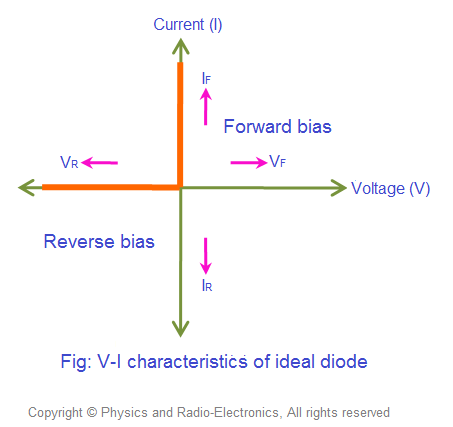 Current (I)
IF
Forward bias
VR
VF
Voltage (V)
Reverse bias
IR
Fig: V-I characteristics of ideal diode
Copyright © Physics and Radio-Electronics, All rights reserved